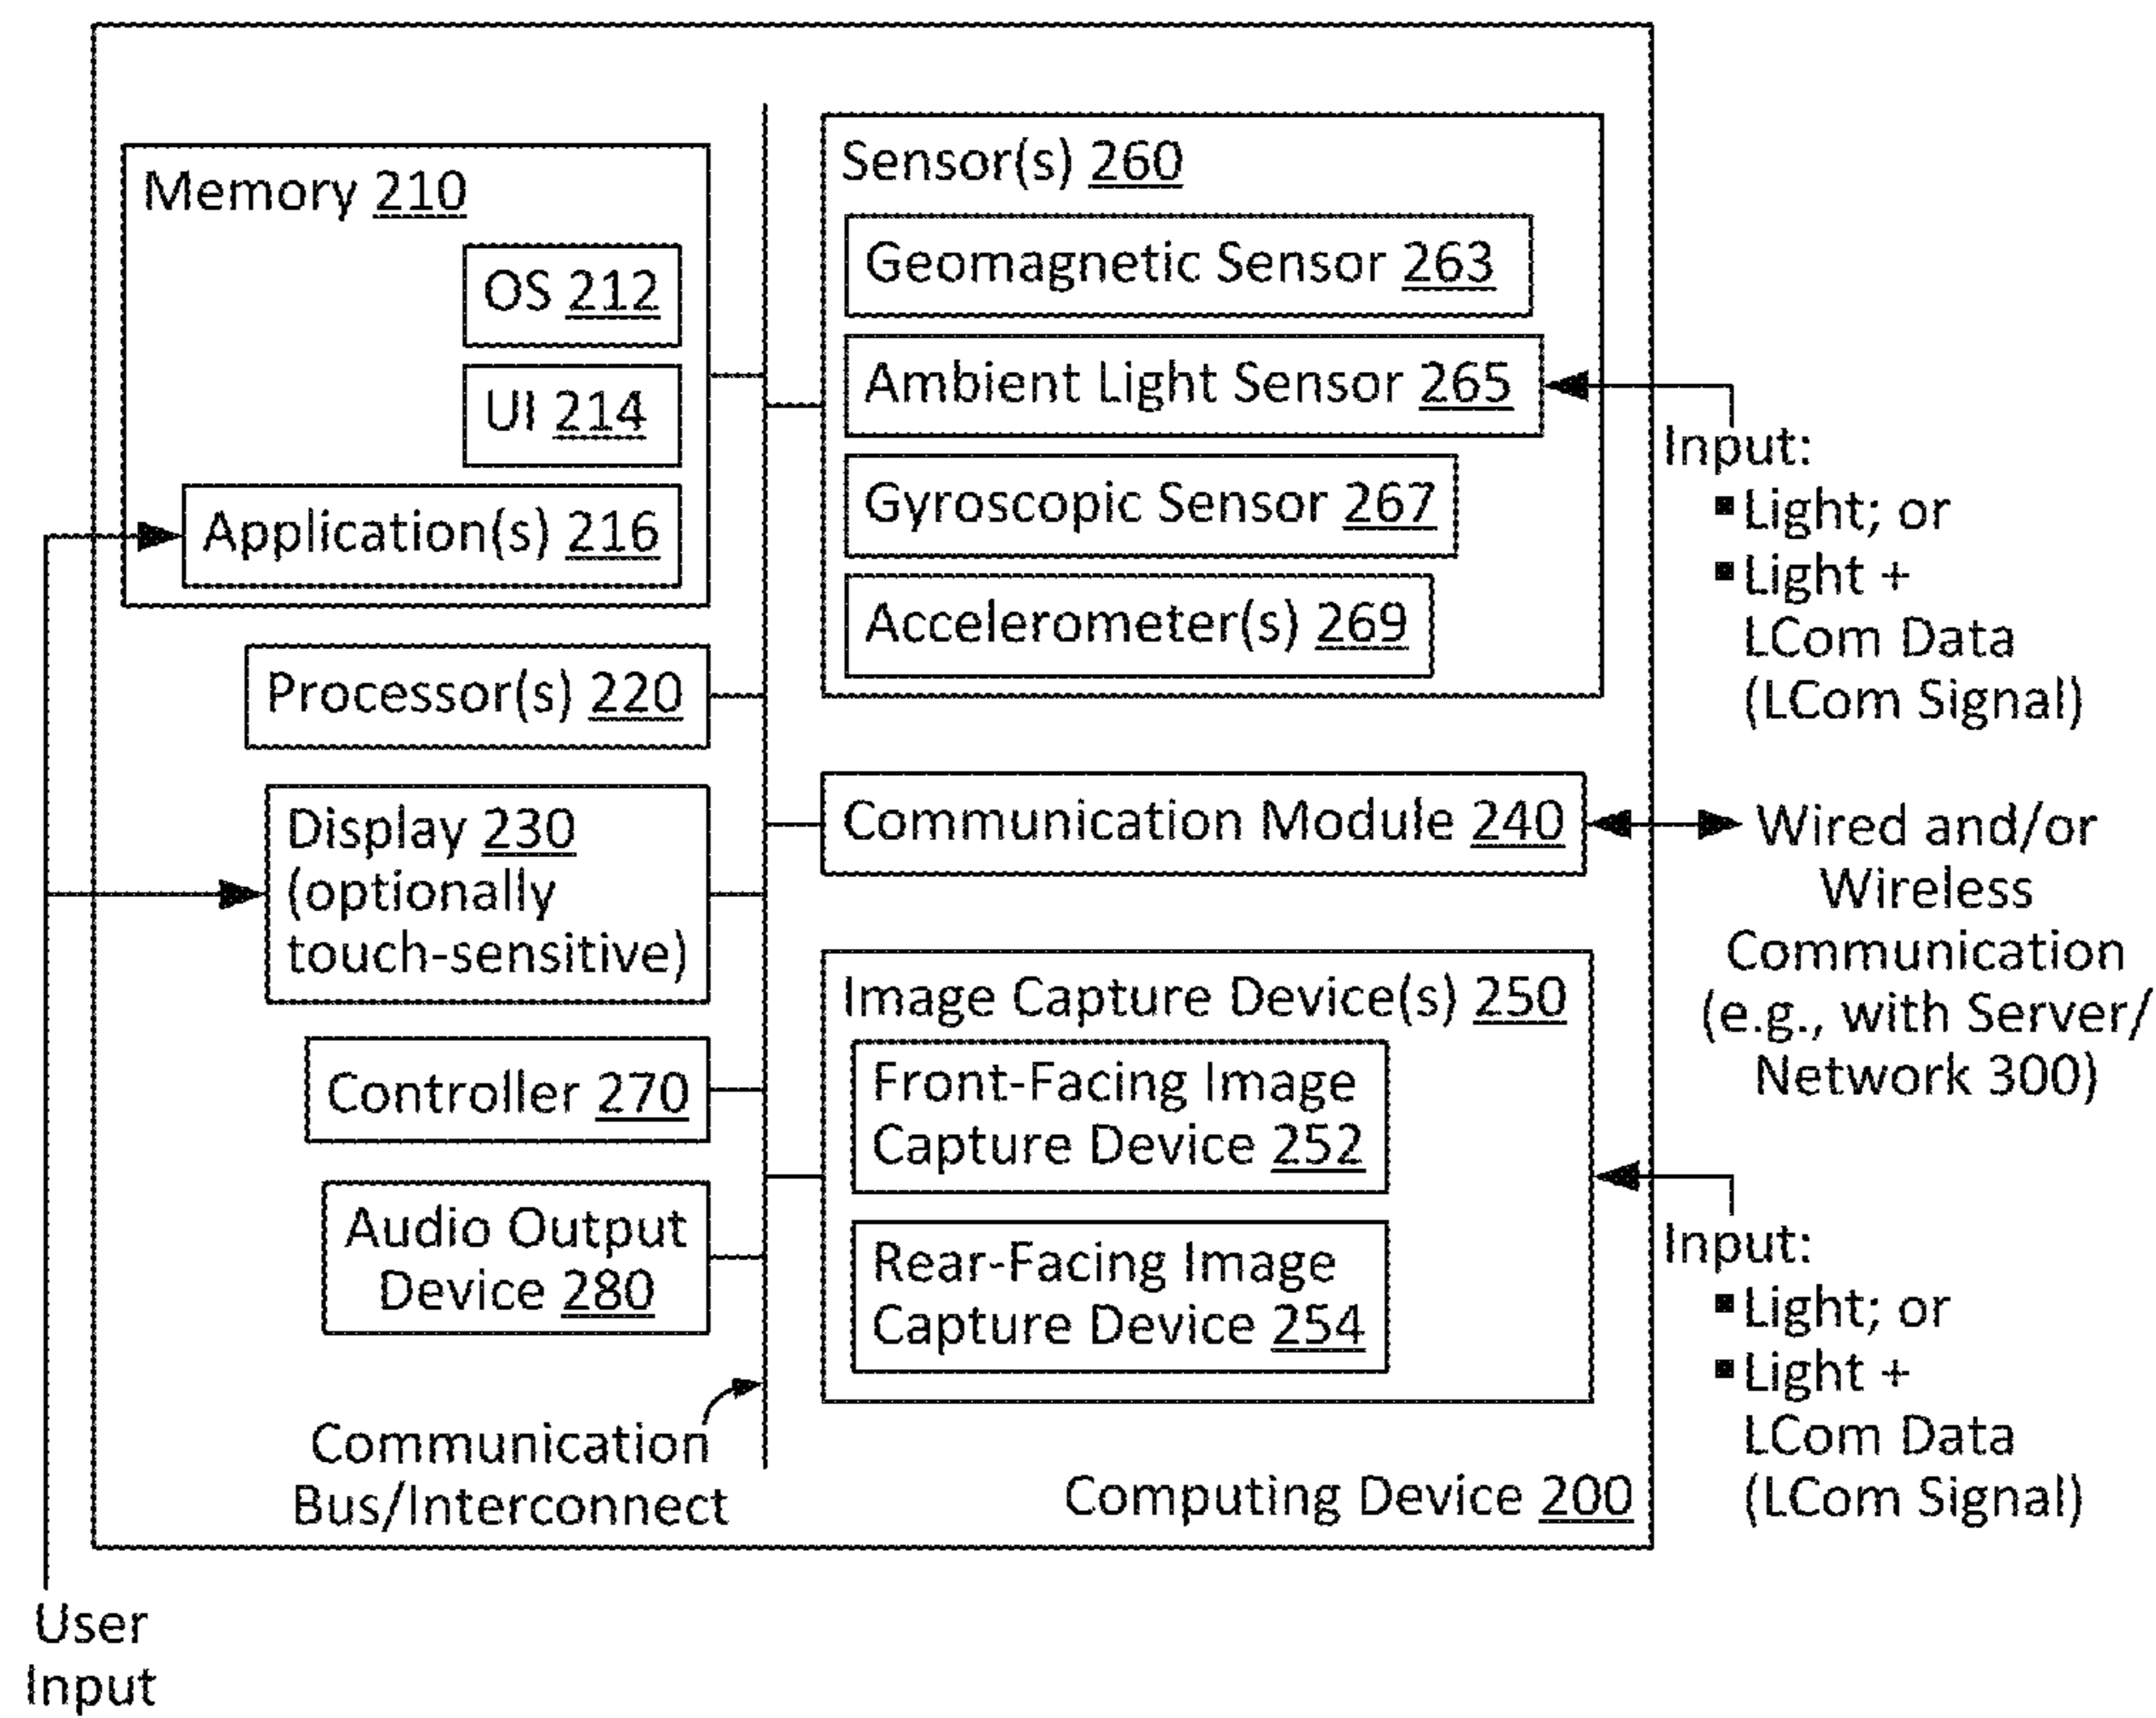 Memory 210
OS 212
UI 214
Application(s) 216
Processor(s) 220
Display 230
(optionally
touch-sensitive)
Controller 270
Audio Output
Device 280
Communication
Bus/Interconnect
Sensor(s) 260
Geomagnetic Sensor 263
Ambient Light Sensor 265
Gyroscopic Sensor 267
Accelerometer(s) 269
Communication Module 240
Image Capture Device(s) 250
Front-Facing Image
Capture Device 252
Rear-Facing Image
Capture Device 254
Computing Device 200
Input:
▪ Light; or
▪ Light +
LCom Data
(LCom Signal)
Wired and/or
Wireless
Communication
(e.g., with Server/
Network 300)
Input:
▪ Light; or
▪ Light +
LCom Data
(LCom Signal)
User
Input